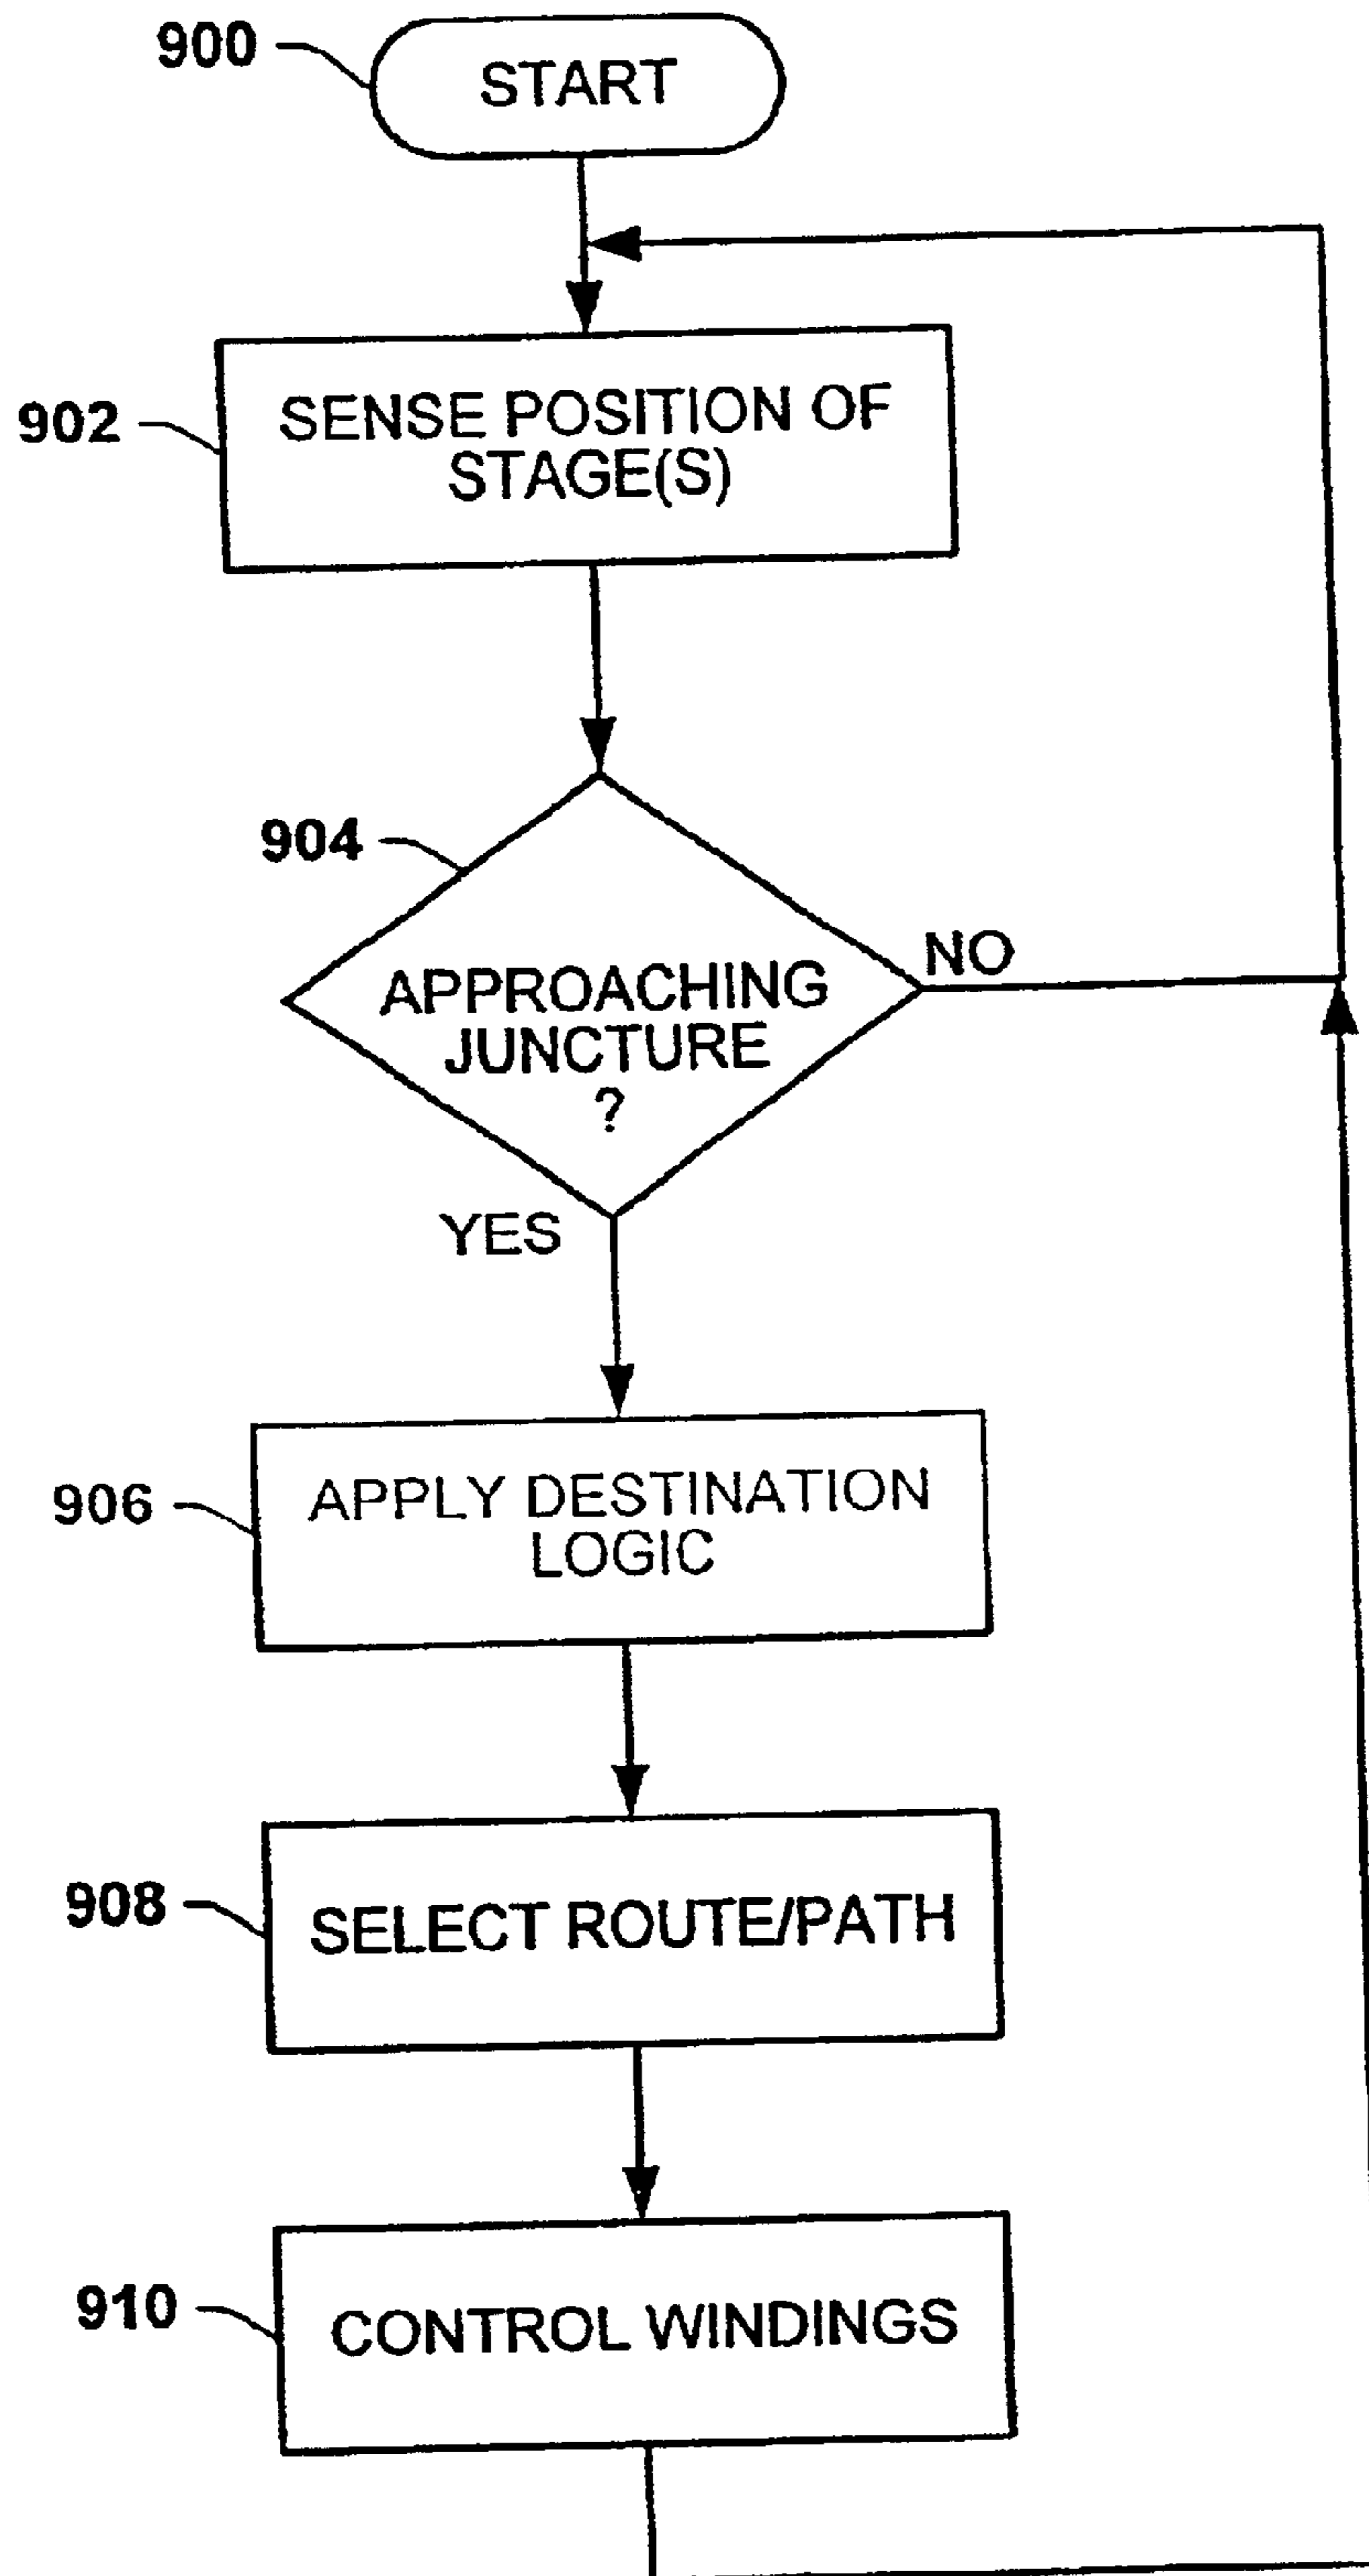 900
START
902
SENSE POSITION OF
STAGE(S)
904
APPROACHING
JUNCTURE
?
NO
YES
906
APPLY DESTINATION
LOGIC
908
SELECT ROUTE/PATH
910
CONTROL WINDINGS